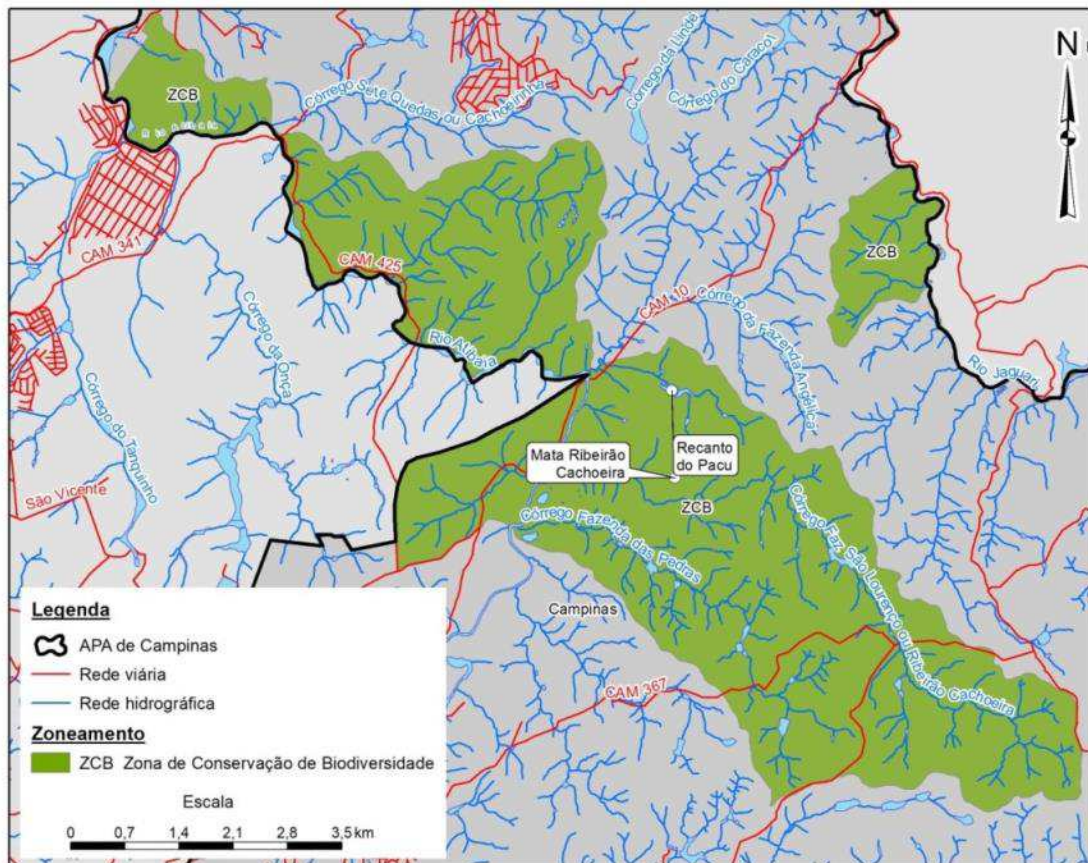 N
ZCB
Córrego Sete Quedas ou Cachoeirinha
Córrego da Linde
Córrego do Caracol
Rio Atibaia
CAM 341
CAM 425
ZCB
CAM 10
Córrego da Fazenda Angélica
Rio Atibaia
Rio Jaguari
Córrego da Onça
Córrego do Tanquinho
São Vicente
Mata Ribeirão
Cachoeira
Recanto
do Pacu
ZCB
Córrego Fazenda das Pedras
Córrego Faz. São Lourenço ou Ribeirão Cachoeira
Campinas
CAM 367
Legenda
APA de Campinas
Rede viária
Rede hidrográfica
Zoneamento
ZCB Zona de Conservação de Biodiversidade
Escala
0 0,7 1,4 2,1 2,8 3,5 km